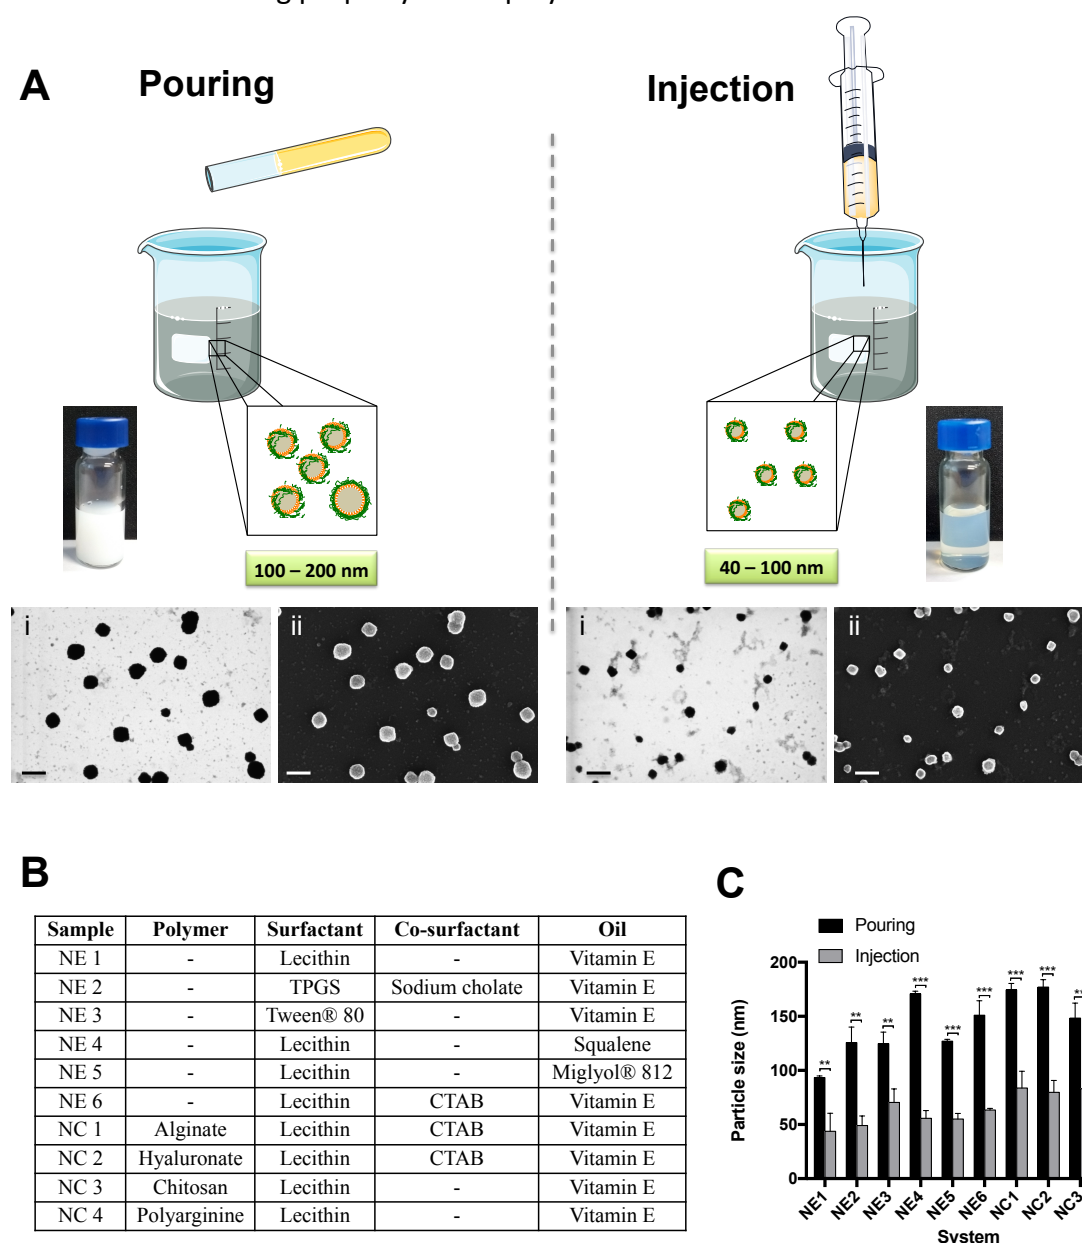 A
Pouring
Injection
100 – 200 nm
40 – 100 nm
i
ii
i
ii
B
Sample Polymer Surfactant Co-surfactant Oil
NE 1 - Lecithin - Vitamin E
NE 2 - TPGS Sodium cholate Vitamin E
NE 3 - Tween® 80 - Vitamin E
NE 4 - Lecithin - Squalene
NE 5 - Lecithin - Miglyol® 812
NE 6 - Lecithin CTAB Vitamin E
NC 1 Alginate Lecithin CTAB Vitamin E
NC 2 Hyaluronate Lecithin CTAB Vitamin E
NC 3 Chitosan Lecithin - Vitamin E
NC 4 Polyarginine Lecithin - Vitamin E
C
Pouring
Injection
Particle size (nm)
200
150
100
50
0
** ** ** *** *** *** *** *** **
NE1 NE2 NE3 NE4 NE5 NE6 NC1 NC2 NC3
System